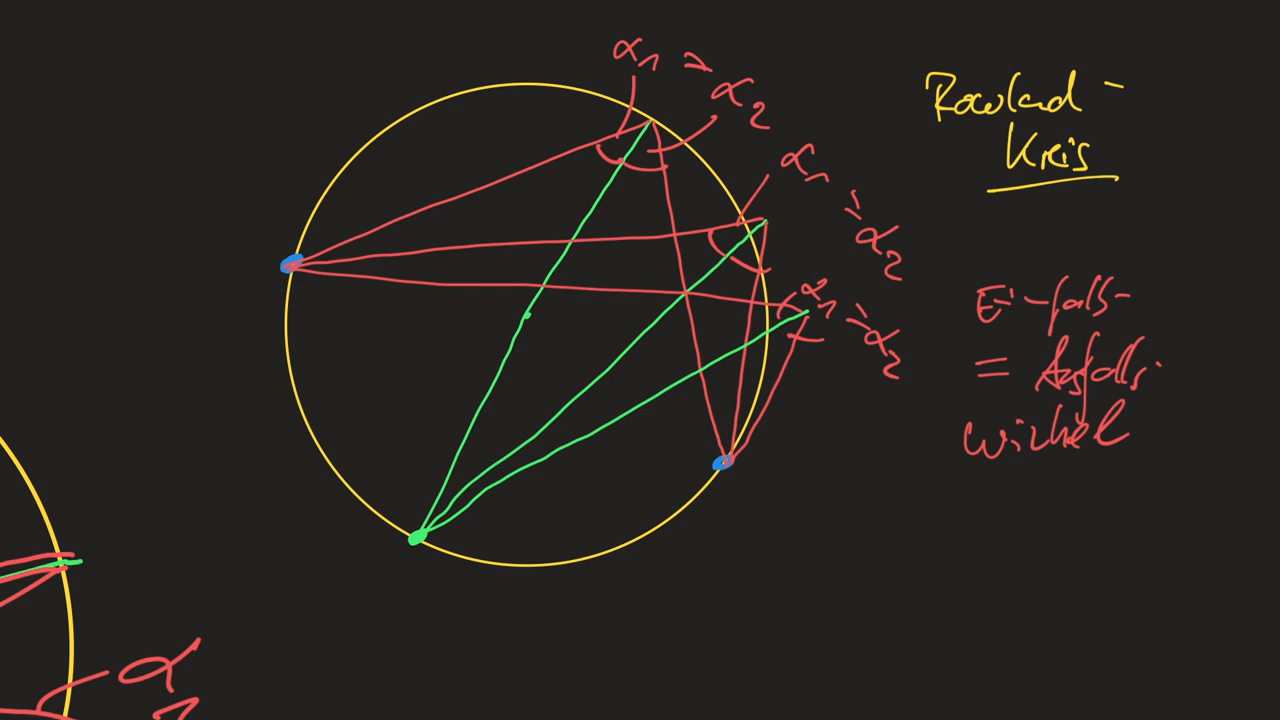 α₁ > α₂
α₁ > α₂
α₁ > α₂
Rowland-
Kreis
Einfalls-
= Ausfalls-
winkel
α